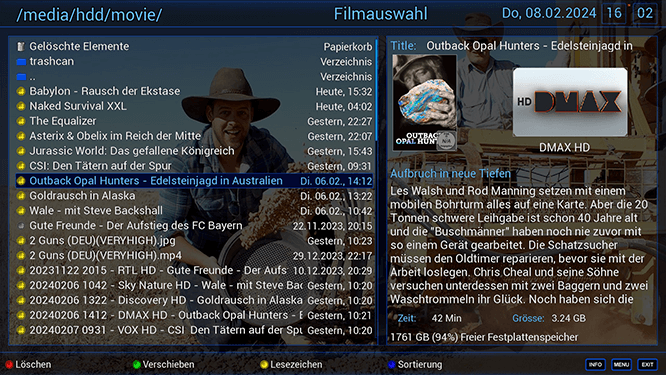 /media/hdd/movie/ Filmauswahl Do, 08.02.2024 16 02
Gelöschte Elemente Papierkorb
trashcan Verzeichnis
.. Verzeichnis
Babylon - Rausch der Ekstase Heute, 15:32
Naked Survival XXL Heute, 04:02
The Equalizer Gestern, 22:27
Asterix & Obelix im Reich der Mitte Gestern, 22:07
Jurassic World: Das gefallene Königreich Gestern, 15:43
CSI: Den Tätern auf der Spur Gestern, 09:31
Outback Opal Hunters - Edelsteinjagd in Australien Di. 06.02., 14:12
Goldrausch in Alaska Di. 06.02., 13:22
Wale - mit Steve Backshall Di. 06.02., 10:42
Gute Freunde - Der Aufstieg des FC Bayern 22.11.2023, 20:15
2 Guns (DEU)(VERYHIGH).jpg Gestern, 10:23
2 Guns (DEU)(VERYHIGH).mp4 29.12.2023, 22:17
20231122 2015 - RTL HD - Gute Freunde - Der Aufs 10.12.2023, 20:29
20240206 1042 - Sky Nature HD - Wale - mit Steve Bac Gestern, 10:20
20240206 1322 - Discovery HD - Goldrausch in Alaska Gestern, 10:20
20240206 1412 - DMAX HD - Outback Opal Hunters - E Gestern, 10:21
20240207 0931 - VOX HD - CSI Den Tätern auf der Spu Gestern, 10:20
Title: Outback Opal Hunters - Edelsteinjagd in
OUTBACK
OPAL HUNT
HD DMAX
DMAX HD
Aufbruch in neue Tiefen
Les Walsh und Rod Manning setzen mit einem
mobilen Bohrturm alles auf eine Karte. Aber die 20
Tonnen schwere Leihgabe ist schon 40 Jahre alt
und die "Buschmänner" haben noch nie zuvor mit
so einem Gerät gearbeitet. Die Schatzsucher
müssen den Oldtimer reparieren, bevor sie mit der
Arbeit loslegen. Chris Cheal und seine Söhne
versuchen unterdessen mit zwei Baggern und zwei
Waschtrommeln ihr Glück. Noch haben sich die
Zeit: 42 Min Grösse: 3.24 GB
1761 GB (94%) Freier Festplattenspeicher
Löschen Verschieben Lesezeichen Sortierung INFO MENU EXIT